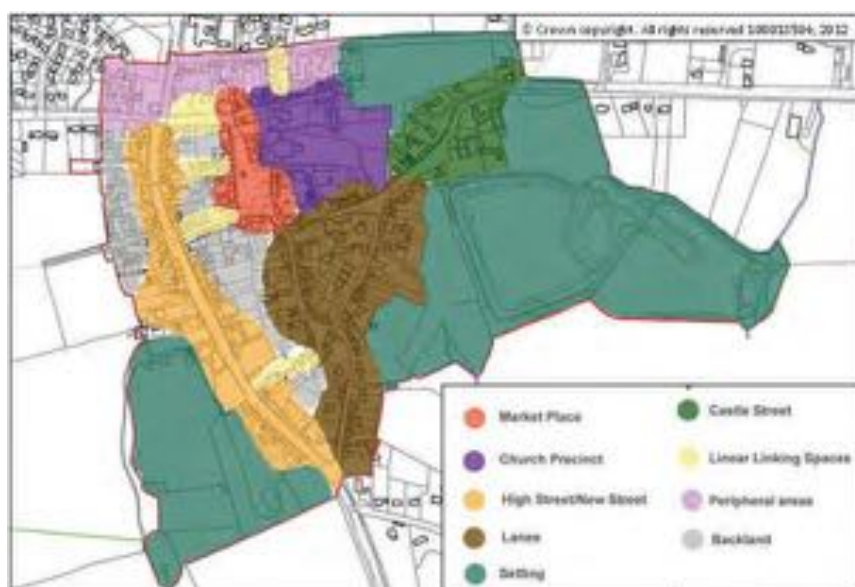 © Crown copyright. All rights reserved 100023504, 2012
Market Place
Church Precinct
High Street/New Street
Lanes
Setting
Castle Street
Linear Linking Spaces
Peripheral areas
Backland